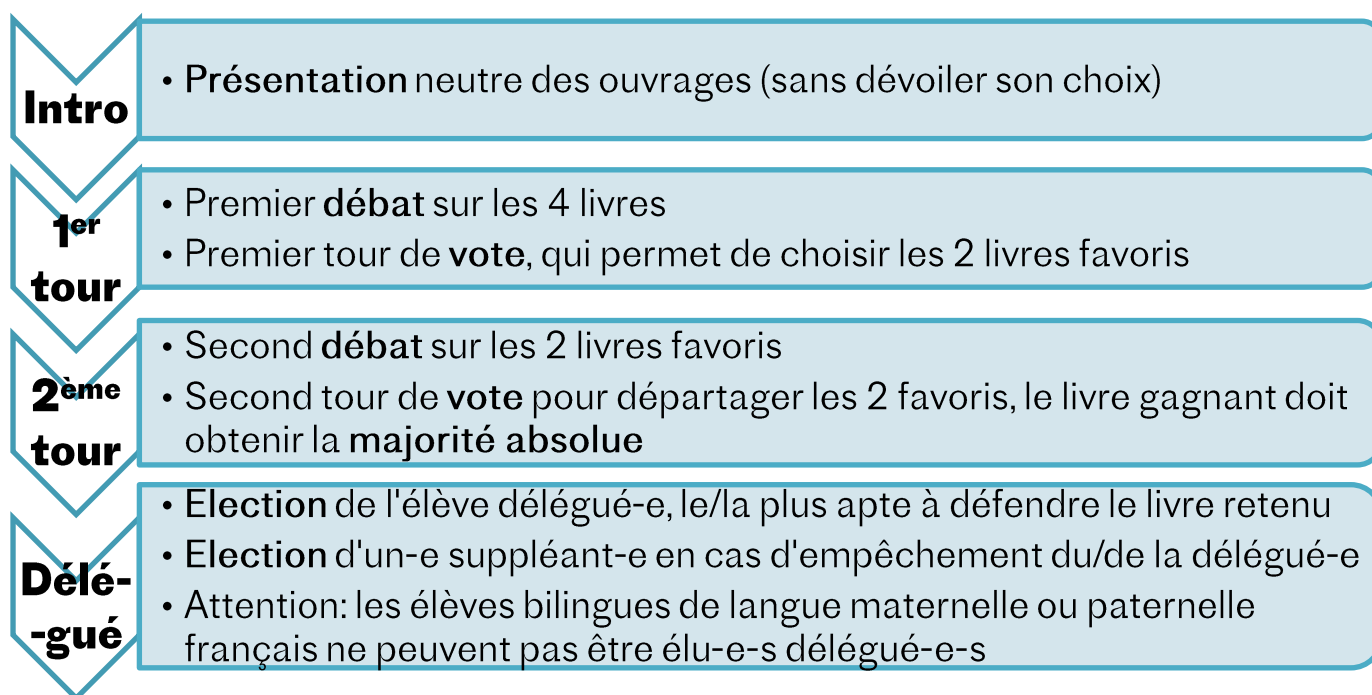 Intro
• Présentation neutre des ouvrages (sans dévoiler son choix)
1er
tour
• Premier débat sur les 4 livres
• Premier tour de vote, qui permet de choisir les 2 livres favoris
2ème
tour
• Second débat sur les 2 livres favoris
• Second tour de vote pour départager les 2 favoris, le livre gagnant doit
obtenir la majorité absolue
Délé-
-gué
• Election de l'élève délégué-e, le/la plus apte à défendre le livre retenu
• Election d'un-e suppléant-e en cas d'empêchement du/de la délégué-e
• Attention: les élèves bilingues de langue maternelle ou paternelle
français ne peuvent pas être élu-e-s délégué-e-s